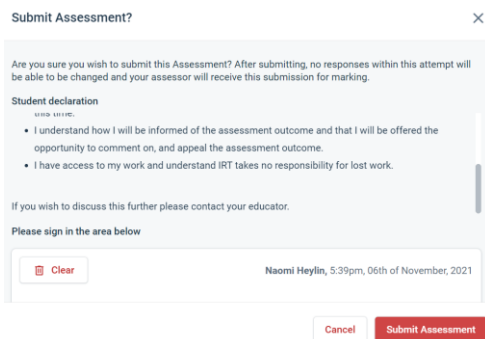 Submit Assessment?
Are you sure you wish to submit this Assessment? After submitting, no responses within this attempt will
be able to be changed and your assessor will receive this submission for marking.
Student declaration
this time.
• I understand how I will be informed of the assessment outcome and that I will be offered the
opportunity to comment on, and appeal the assessment outcome.
• I have access to my work and understand IRT takes no responsibility for lost work.
If you wish to discuss this further please contact your educator.
Please sign in the area below
Clear
Naomi Heylin, 5:39pm, 06th of November, 2021
Cancel
Submit Assessment